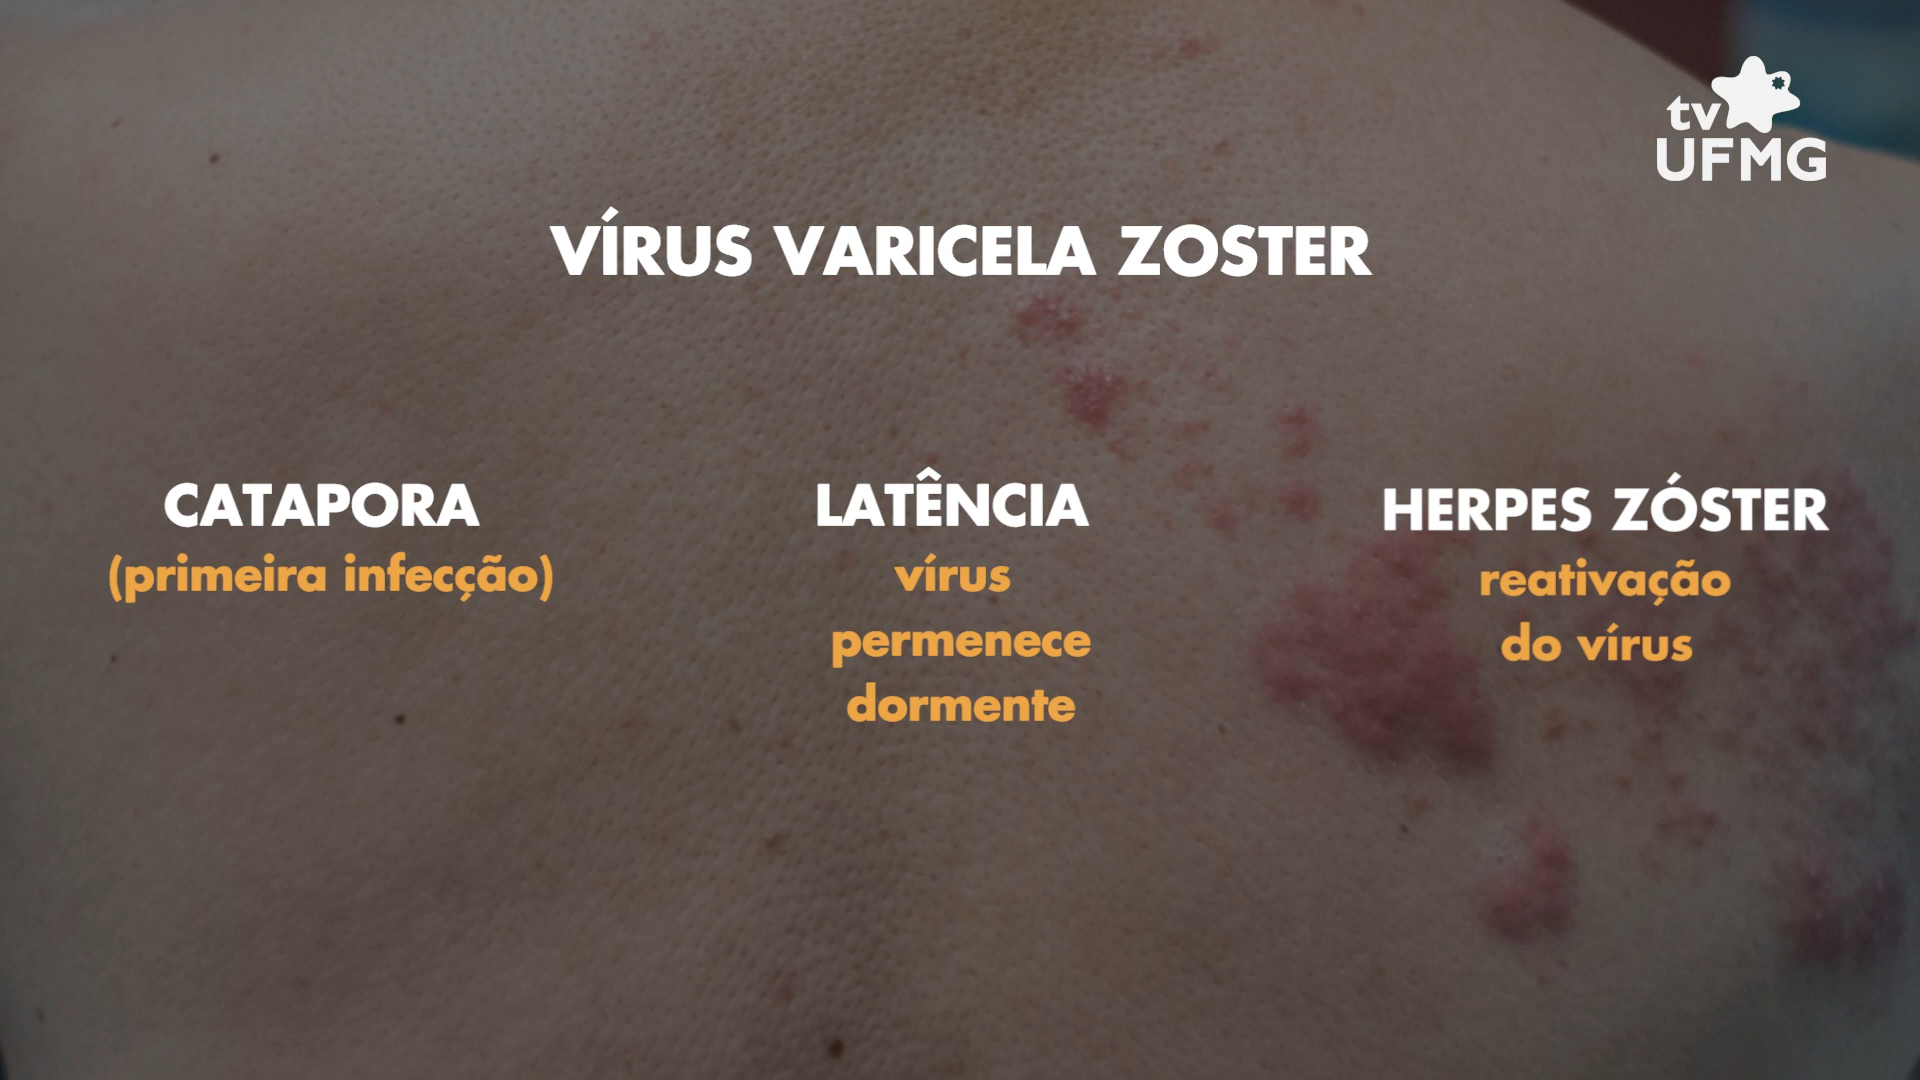 tv
UFMG
VÍRUS VARICELA ZOSTER
CATAPORA
(primeira infecção)
LATÊNCIA
vírus
permenece
dormente
HERPES ZÓSTER
reativação
do vírus